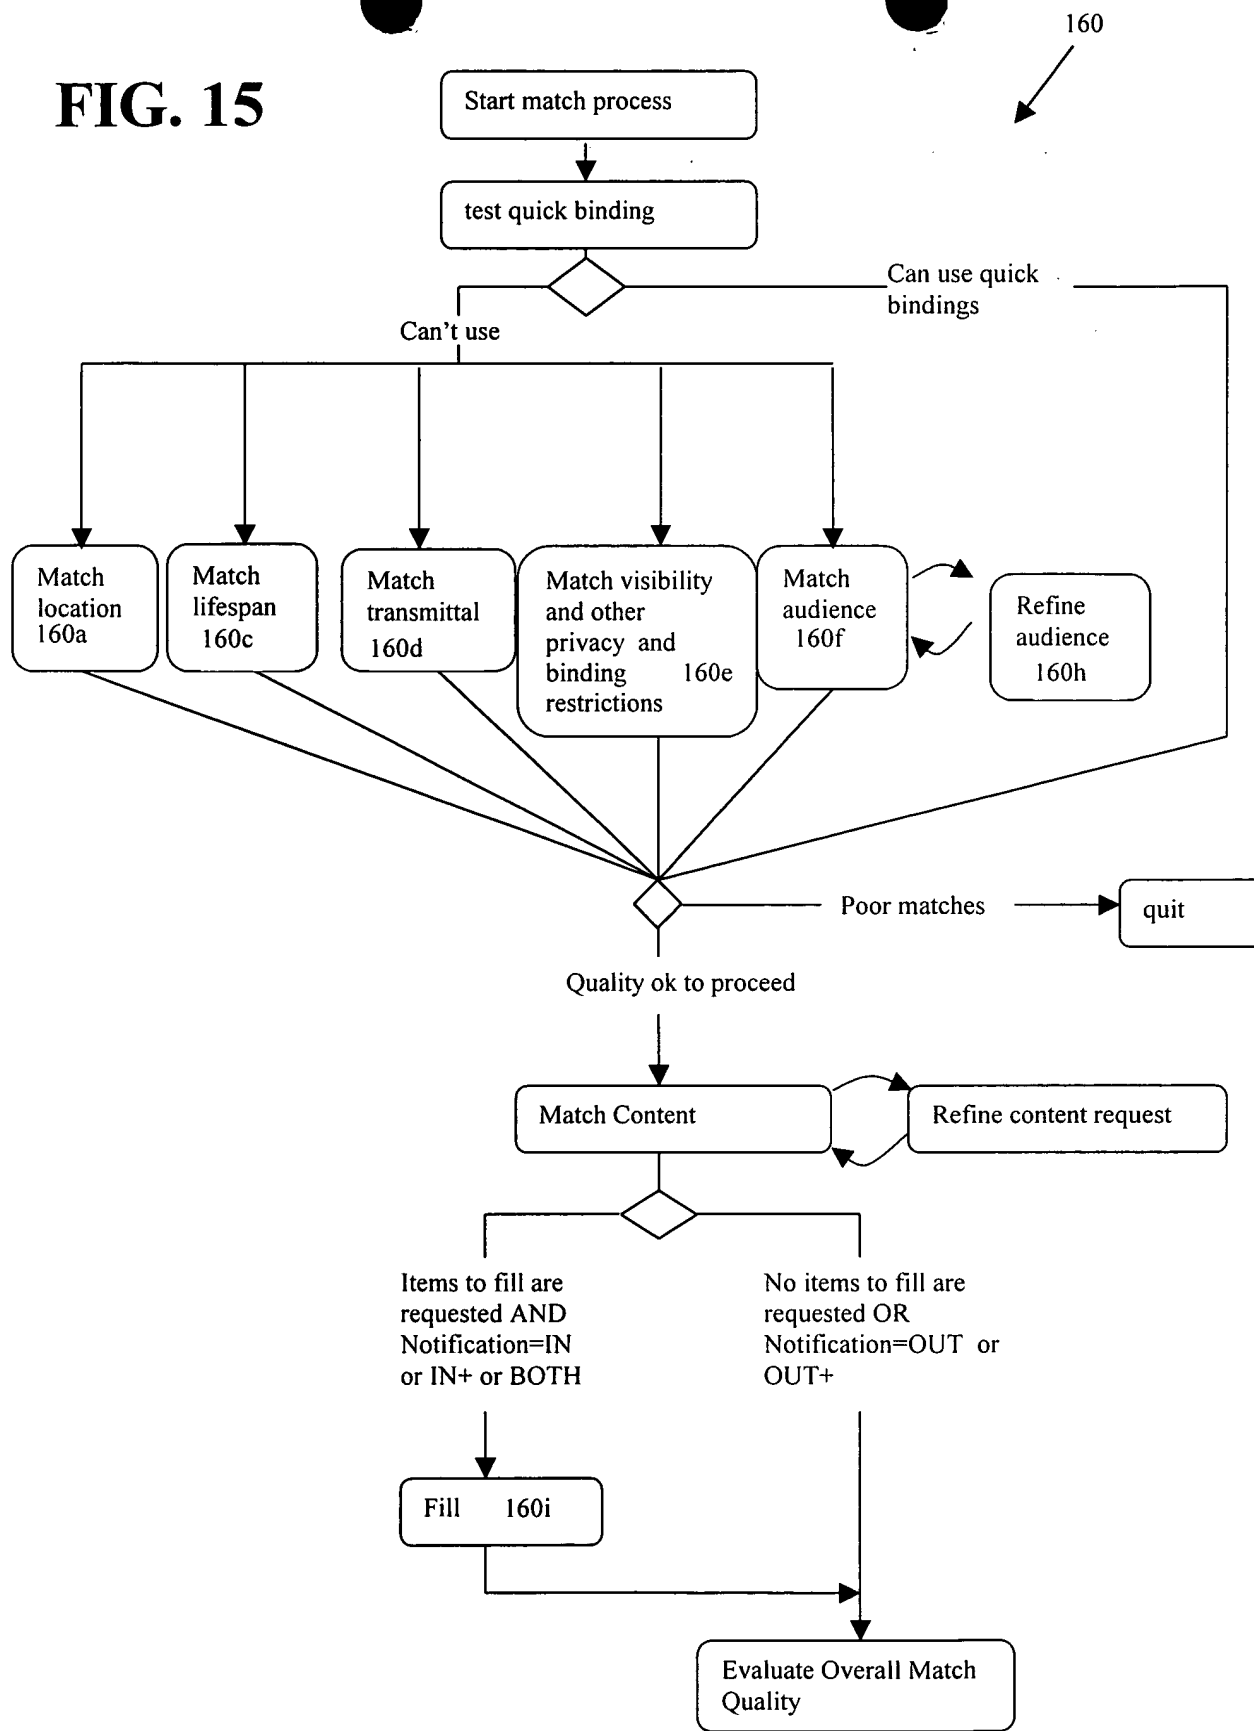 160
FIG. 15
Start match process
test quick binding
Can use quick
bindings
Can't use
Match
location
160a
Match
lifespan
160c
Match
transmittal
160d
Match visibility
and other
privacy and
binding 160e
restrictions
Match
audience
160f
Refine
audience
160h
Poor matches
quit
Quality ok to proceed
Match Content
Refine content request
Items to fill are
requested AND
Notification=IN
or IN+ or BOTH
No items to fill are
requested OR
Notification=OUT or
OUT+
Fill 160i
Evaluate Overall Match
Quality